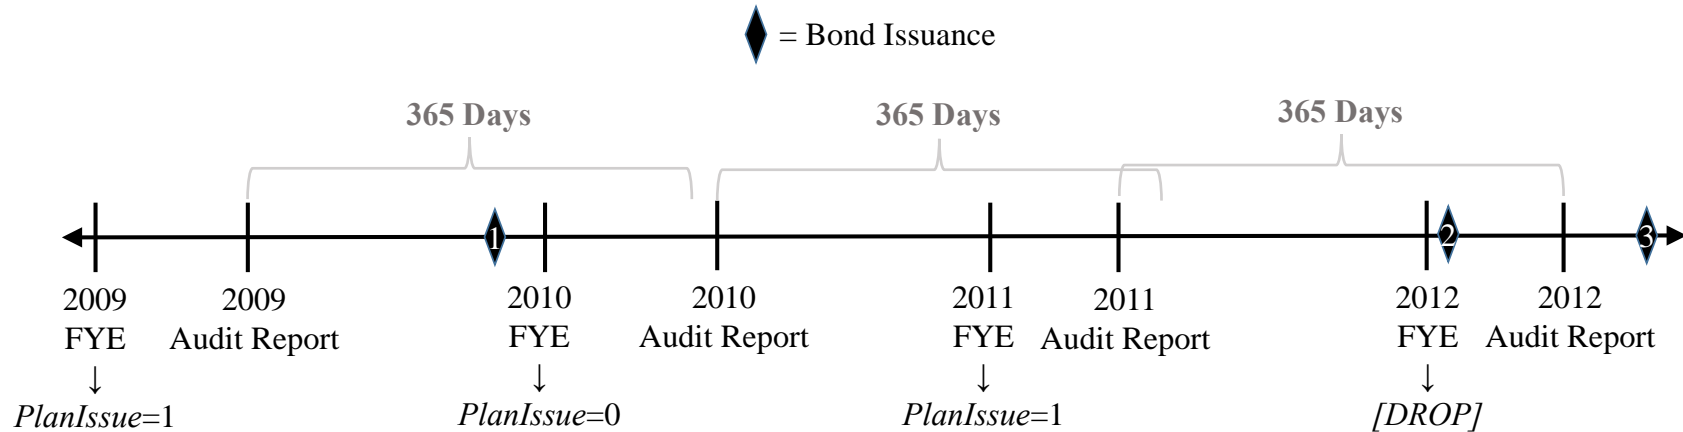 = Bond Issuance
365 Days
365 Days
365 Days
1
2
3
2009
FYE
↓
PlanIssue=1
2009
Audit Report
2010
FYE
↓
PlanIssue=0
2010
Audit Report
2011
FYE
↓
PlanIssue=1
2011
Audit Report
2012
FYE
↓
[DROP]
2012
Audit Report